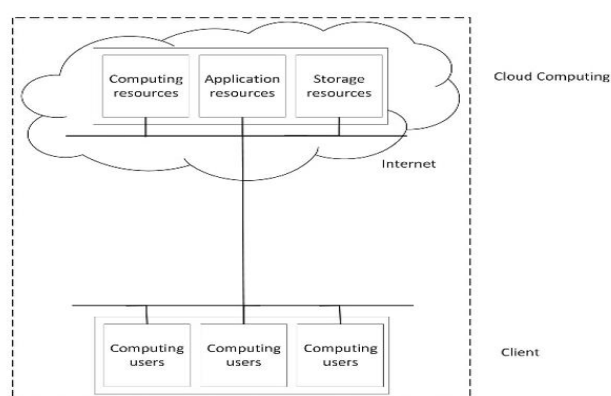 Computing Application Storage
resources resources resources
Cloud Computing
Internet
Computing Computing Computing
users users users
Client